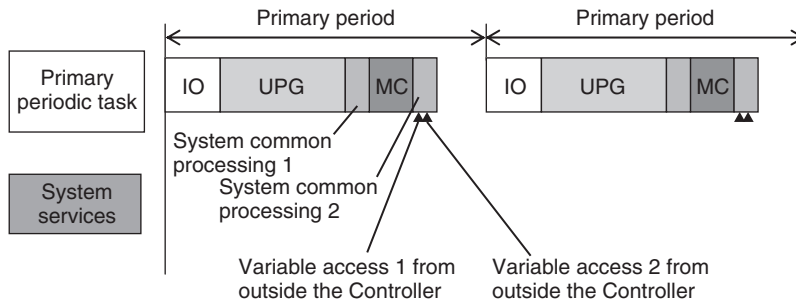 Primary period
Primary period
Primary
periodic task
IO
UPG
MC
IO
UPG
MC
System common
processing 1
System common
processing 2
System
services
Variable access 1 from
outside the Controller
Variable access 2 from
outside the Controller